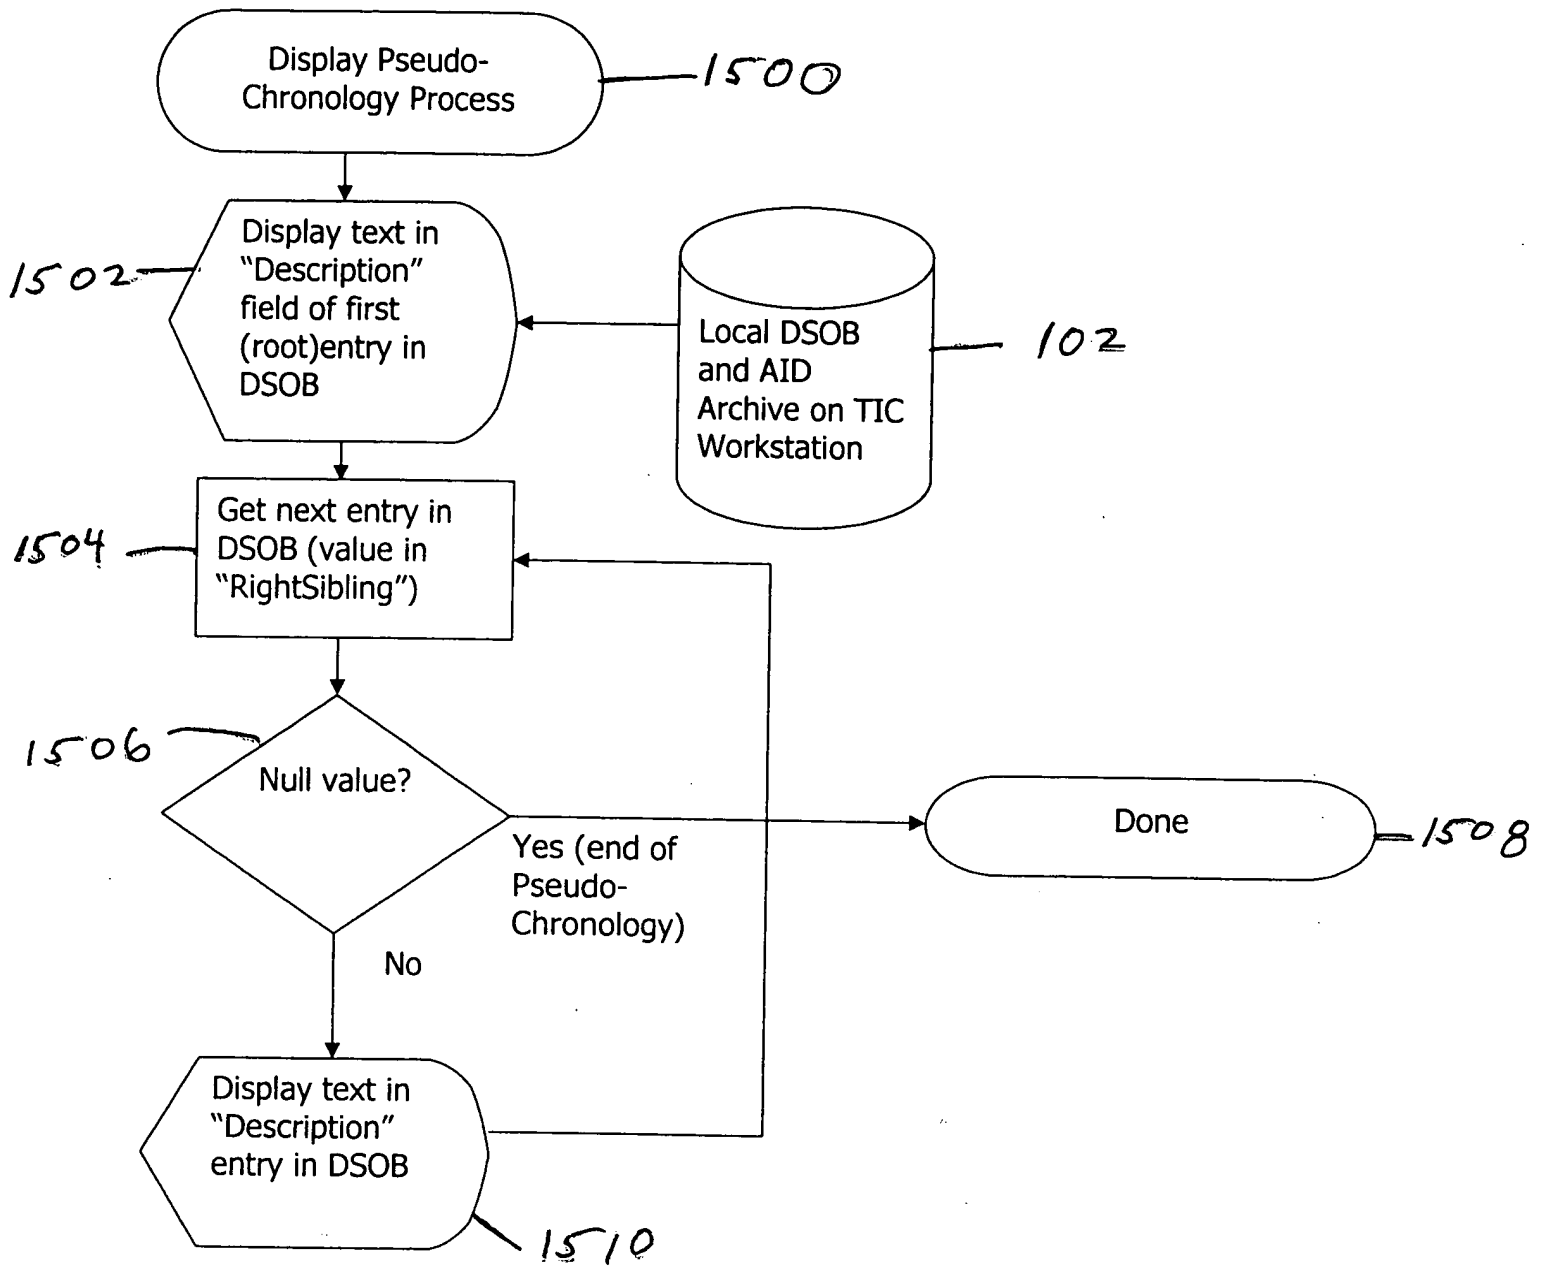 Display Pseudo-
Chronology Process
1500
Display text in
"Description"
field of first
(root)entry in
DSOB
1502
Local DSOB
and AID
Archive on TIC
Workstation
102
Get next entry in
DSOB (value in
"RightSibling")
1504
Null value?
1506
Yes (end of
Pseudo-
Chronology)
Done
1508
No
Display text in
"Description"
entry in DSOB
1510